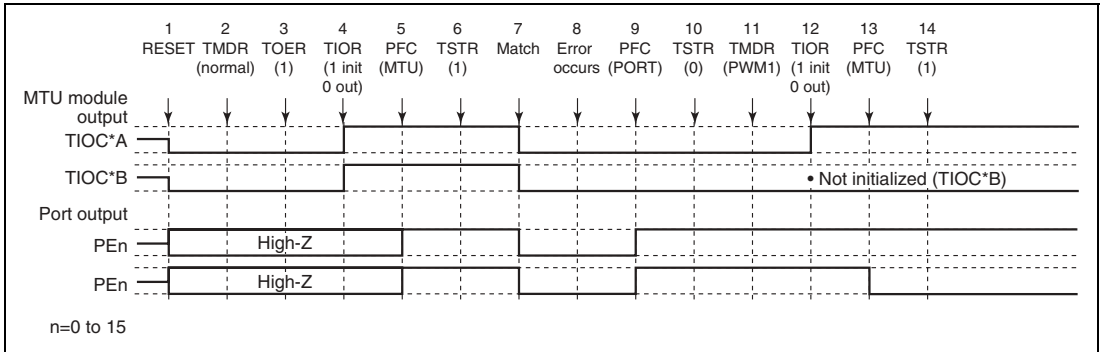 1 2 3 4 5 6 7 8 9 10 11 12 13 14
RESET TMDR TOER TIOR PFC TSTR Match Error PFC TSTR TMDR TIOR PFC TSTR
(normal) (1) (1 init (MTU) (1) occurs (PORT) (0) (PWM1) (1 init (MTU) (1)
0 out) 0 out)
MTU module
output
TIOC*A
TIOC*B
• Not initialized (TIOC*B)
Port output
PEn
High-Z
PEn
High-Z
n=0 to 15